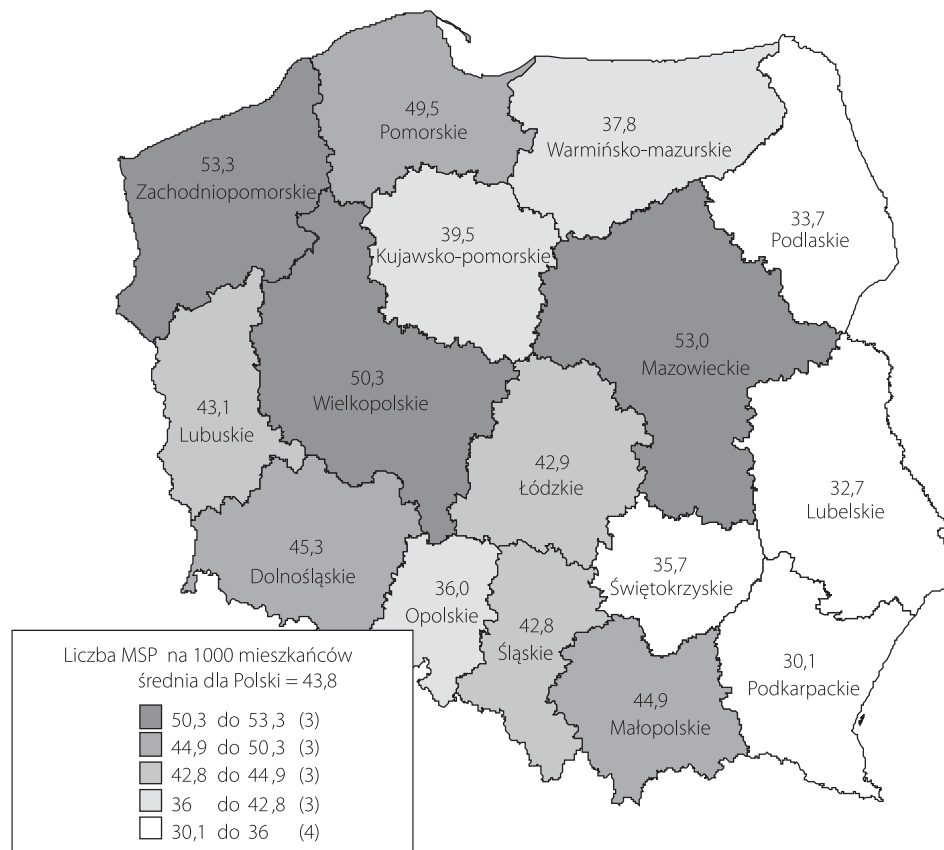 49,5
Pomorskie
37,8
Warmińsko-mazurskie
53,3
Zachodniopomorskie
33,7
Podlaskie
39,5
Kujawsko-pomorskie
53,0
Mazowieckie
50,3
Wielkopolskie
43,1
Lubuskie
42,9
Łódzkie
32,7
Lubelskie
45,3
Dolnośląskie
35,7
Świętokrzyskie
36,0
Opolskie
42,8
Śląskie
30,1
Podkarpackie
44,9
Małopolskie
Liczba MSP na 1000 mieszkańców
średnia dla Polski = 43,8
50,3 do 53,3 (3)
44,9 do 50,3 (3)
42,8 do 44,9 (3)
36 do 42,8 (3)
30,1 do 36 (4)